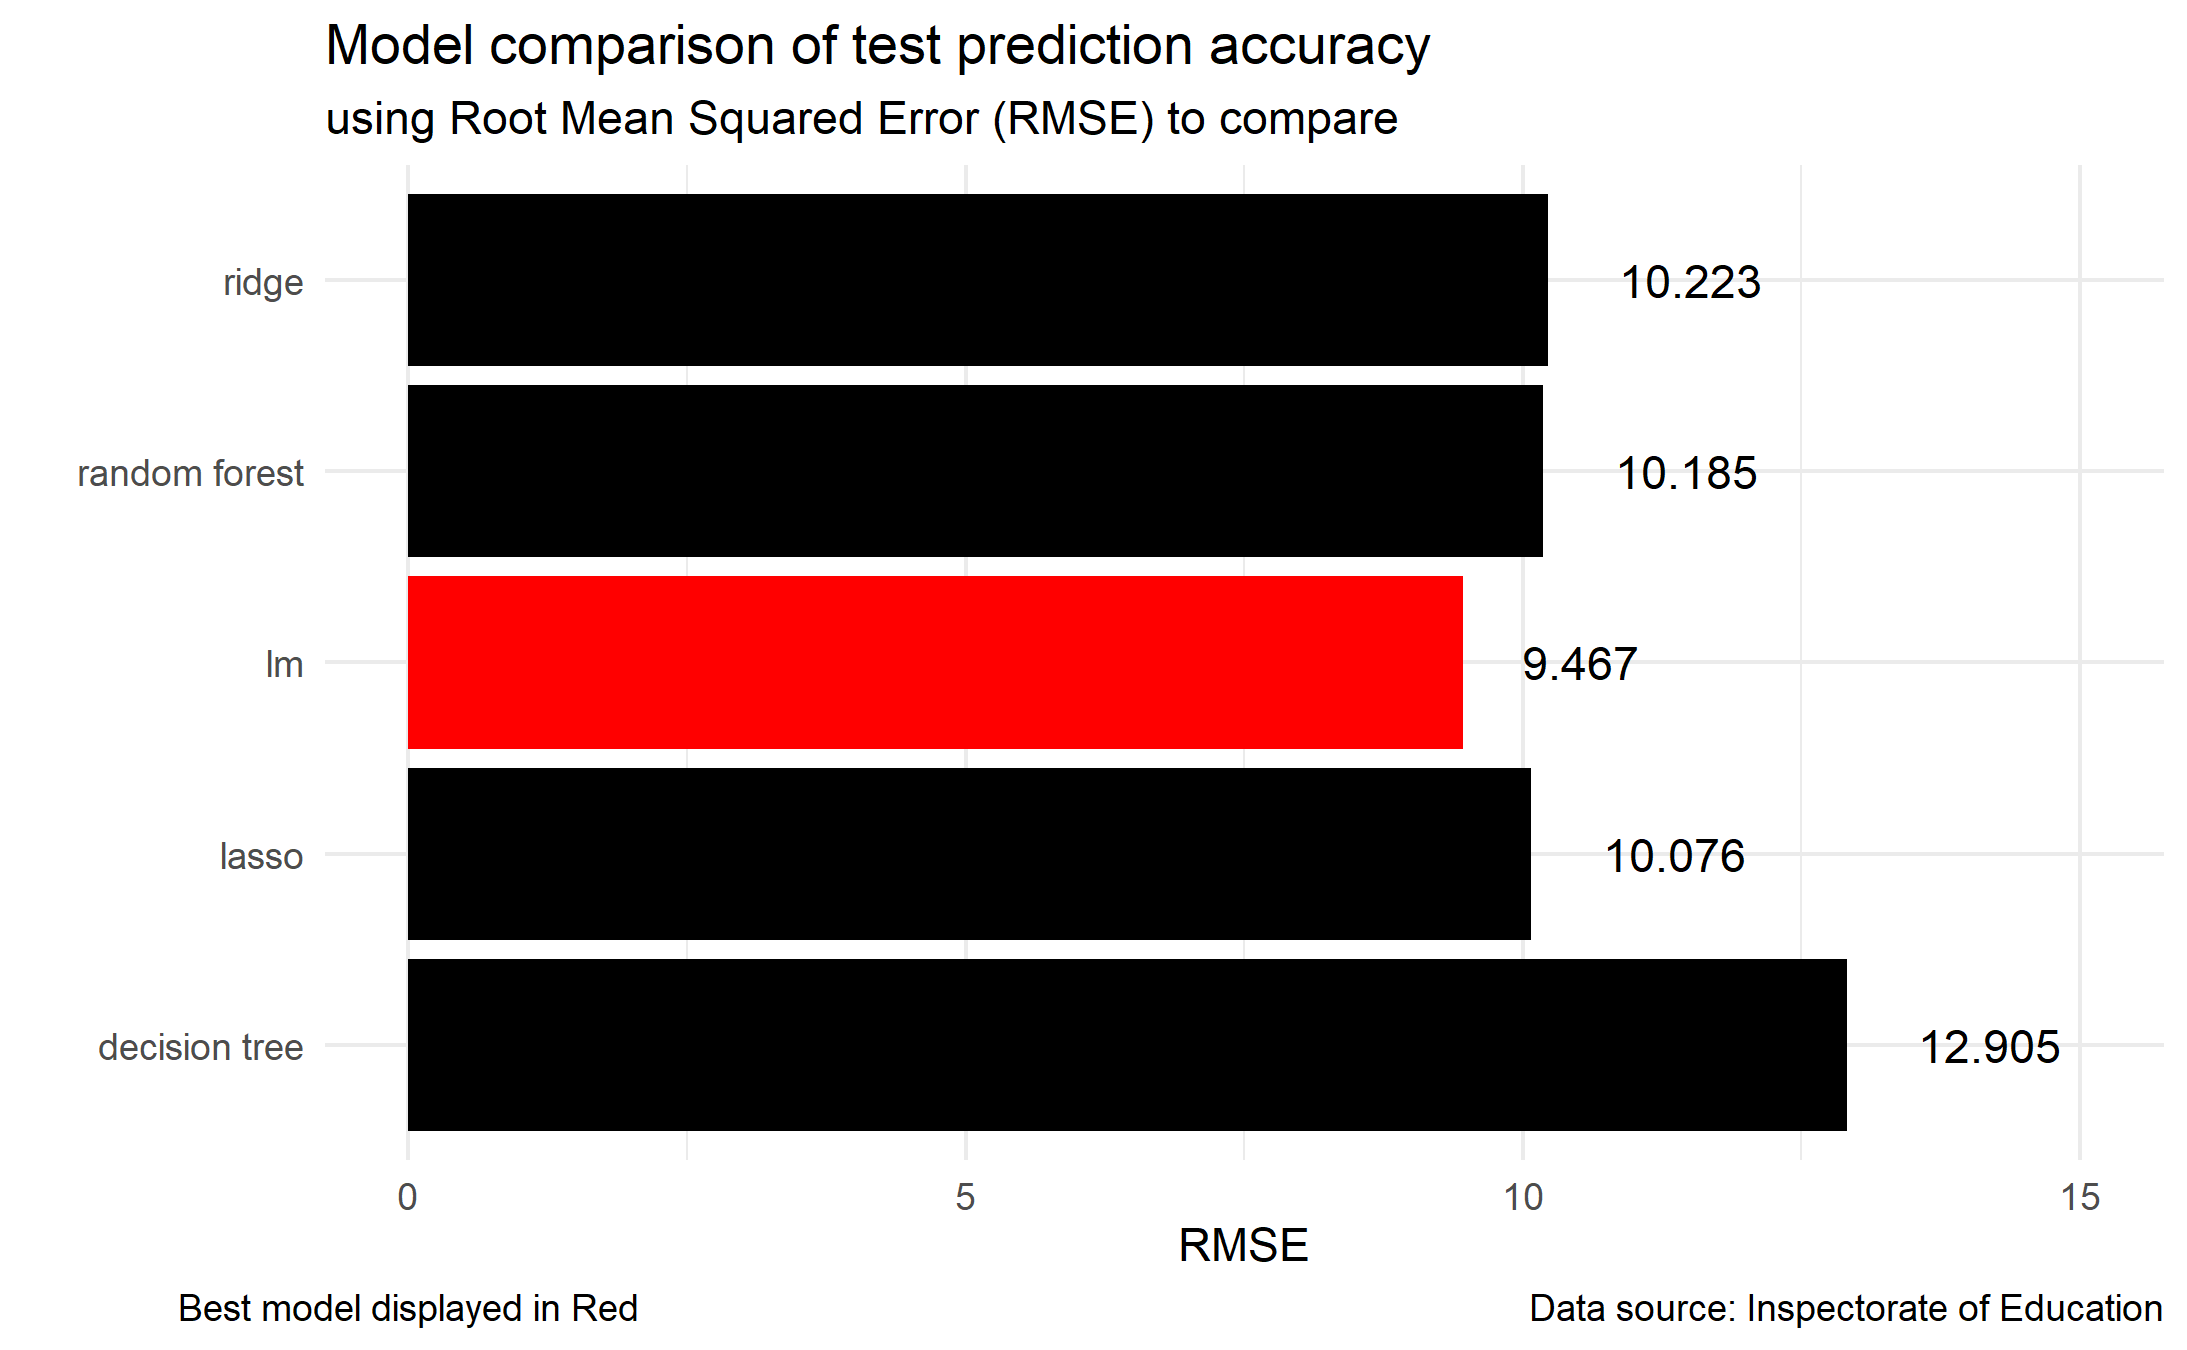 Model comparison of test prediction accuracy
using Root Mean Squared Error (RMSE) to compare
ridge
10.223
random forest
10.185
lm
9.467
lasso
10.076
decision tree
12.905
0 5 10 15
RMSE
Best model displayed in Red
Data source: Inspectorate of Education